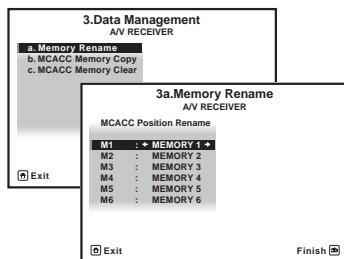 3.Data Management
A/V RECEIVER
a. Memory Rename
b. MCACC Memory Copy
c. MCACC Memory Clear
Exit
3a.Memory Rename
A/V RECEIVER
MCACC Position Rename
M1 : MEMORY 1
M2 : MEMORY 2
M3 : MEMORY 3
M4 : MEMORY 4
M5 : MEMORY 5
M6 : MEMORY 6
Exit Finish